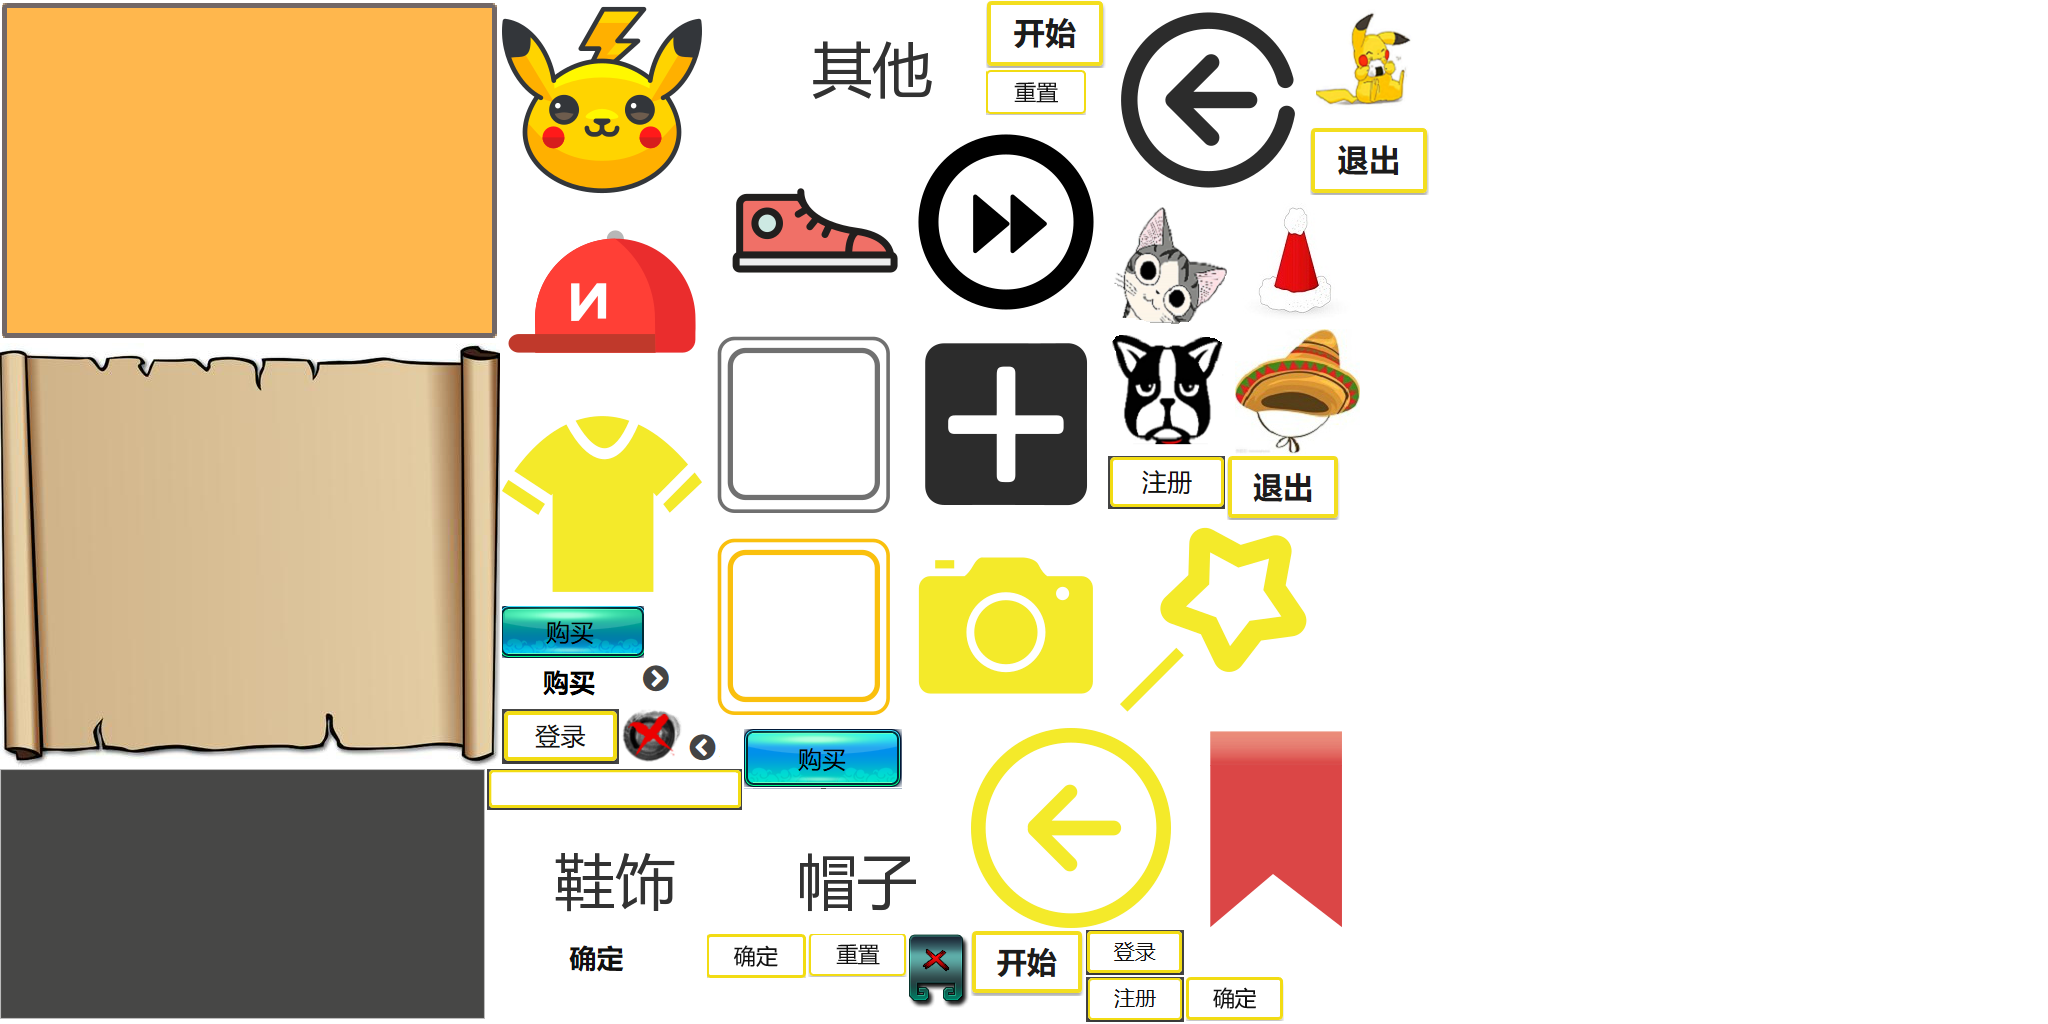 开始
其他
重置
退出
И
注册
退出
购买
购买
登录
购买
鞋饰
帽子
确定
确定
重置
开始
登录
注册
确定